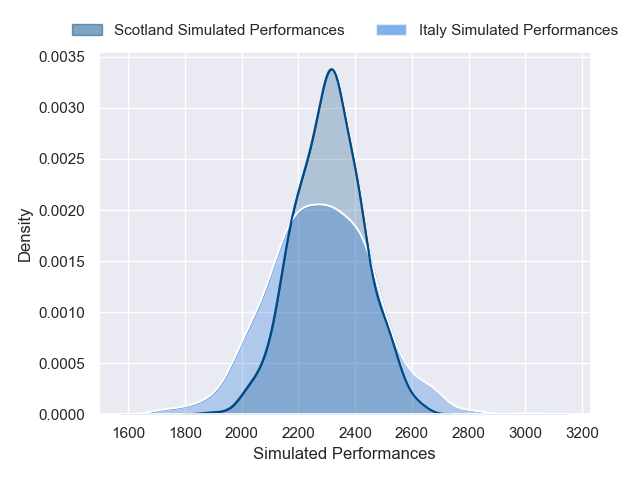 Scotland Simulated Performances
Italy Simulated Performances
0.0035
0.0030
0.0025
0.0020
0.0015
0.0010
0.0005
0.0000
Density
1600 1800 2000 2200 2400 2600 2800 3000 3200
Simulated Performances